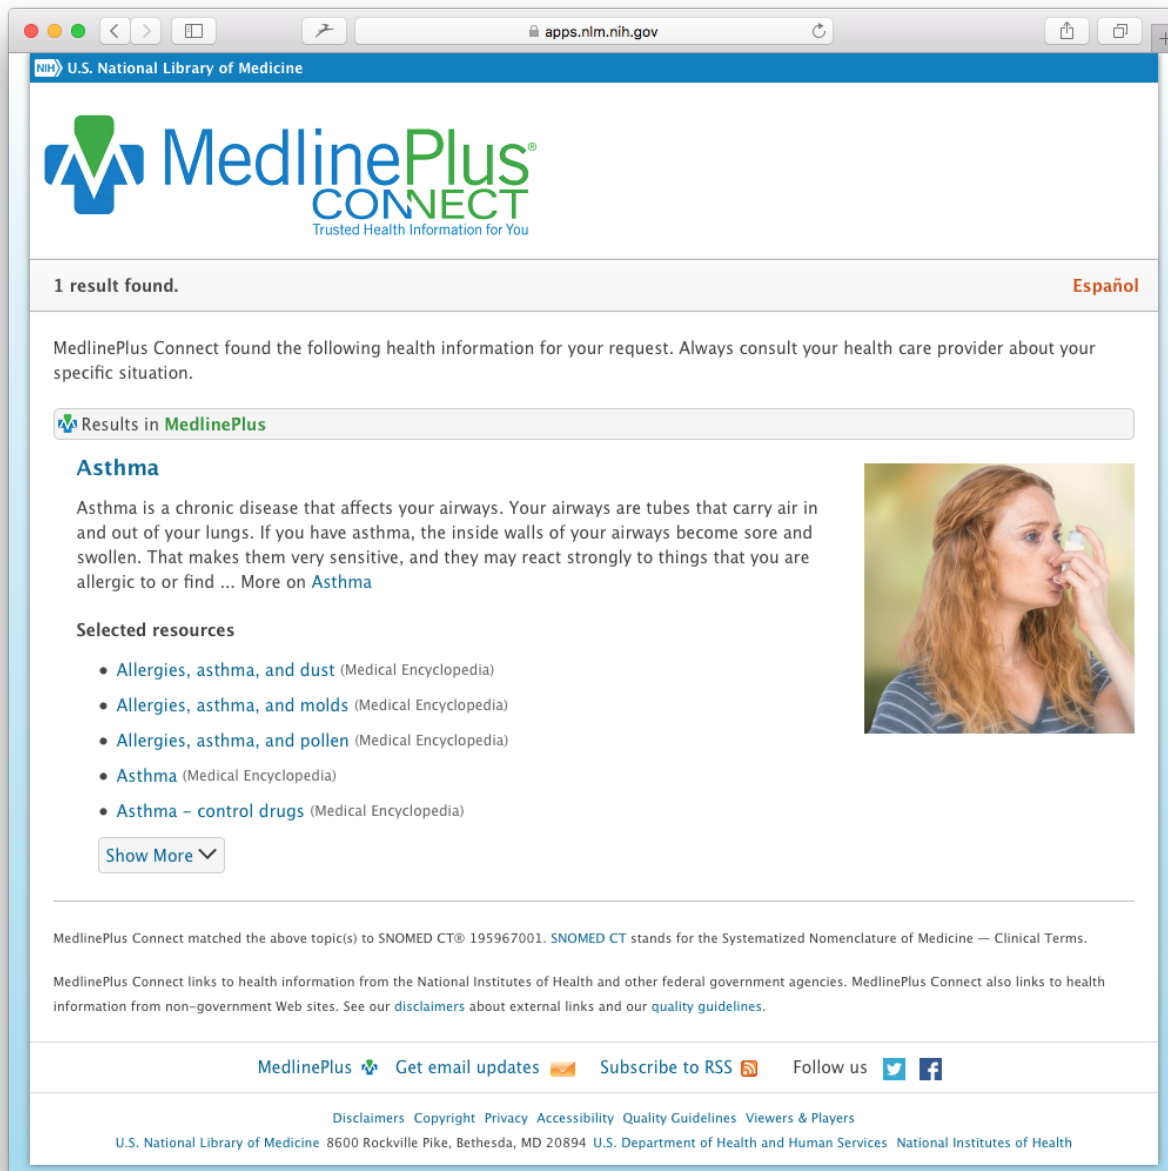 apps.nlm.nih.gov
NIH U.S. National Library of Medicine
MedlinePlus®
CONNECT
Trusted Health Information for You
1 result found.
Español
MedlinePlus Connect found the following health information for your request. Always consult your health care provider about your
specific situation.
Results in MedlinePlus
Asthma
Asthma is a chronic disease that affects your airways. Your airways are tubes that carry air in
and out of your lungs. If you have asthma, the inside walls of your airways become sore and
swollen. That makes them very sensitive, and they may react strongly to things that you are
allergic to or find ... More on Asthma
Selected resources
• Allergies, asthma, and dust (Medical Encyclopedia)
• Allergies, asthma, and molds (Medical Encyclopedia)
• Allergies, asthma, and pollen (Medical Encyclopedia)
• Asthma (Medical Encyclopedia)
• Asthma - control drugs (Medical Encyclopedia)
Show More
MedlinePlus Connect matched the above topic(s) to SNOMED CT® 195967001. SNOMED CT stands for the Systematized Nomenclature of Medicine — Clinical Terms.
MedlinePlus Connect links to health information from the National Institutes of Health and other federal government agencies. MedlinePlus Connect also links to health
information from non-government Web sites. See our disclaimers about external links and our quality guidelines.
MedlinePlus Get email updates Subscribe to RSS Follow us
Disclaimers Copyright Privacy Accessibility Quality Guidelines Viewers & Players
U.S. National Library of Medicine 8600 Rockville Pike, Bethesda, MD 20894 U.S. Department of Health and Human Services National Institutes of Health